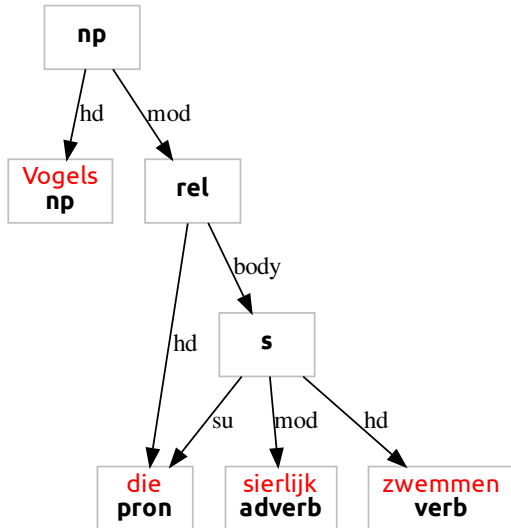 np
hd
mod
Vogels
np
rel
body
hd
s
su
mod
hd
die
pron
sierlijk
adverb
zwemmen
verb